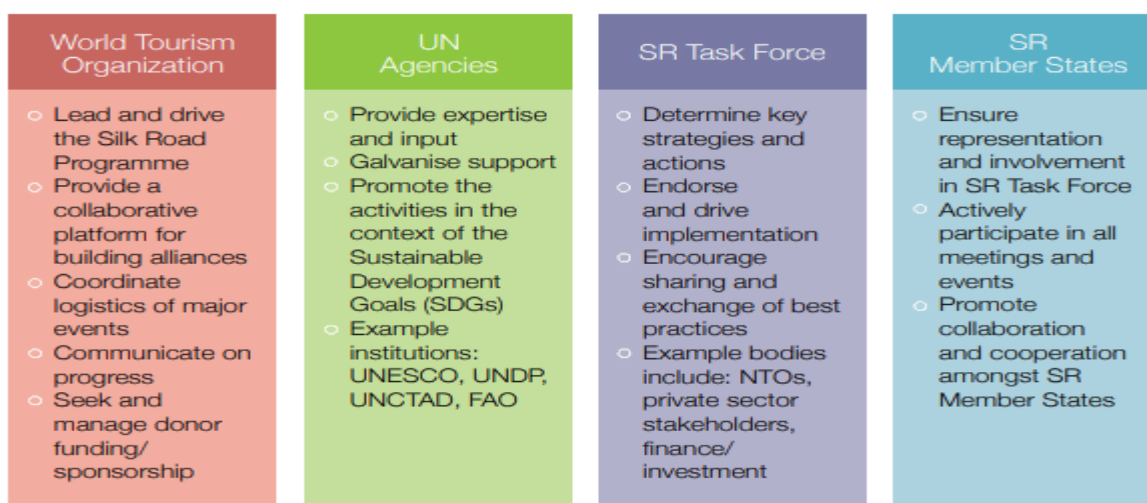 World Tourism
Organization
○ Lead and drive
the Silk Road
Programme
○ Provide a
collaborative
platform for
building alliances
○ Coordinate
logistics of major
events
○ Communicate on
progress
○ Seek and
manage donor
funding/
sponsorship
UN
Agencies
○ Provide expertise
and input
○ Galvanise support
○ Promote the
activities in the
context of the
Sustainable
Development
Goals (SDGs)
○ Example
institutions:
UNESCO, UNDP,
UNCTAD, FAO
SR Task Force
○ Determine key
strategies and
actions
○ Endorse
and drive
implementation
○ Encourage
sharing and
exchange of best
practices
○ Example bodies
include: NTOs,
private sector
stakeholders,
finance/
investment
SR
Member States
○ Ensure
representation
and involvement
in SR Task Force
○ Actively
participate in all
meetings and
events
○ Promote
collaboration
and cooperation
amongst SR
Member States